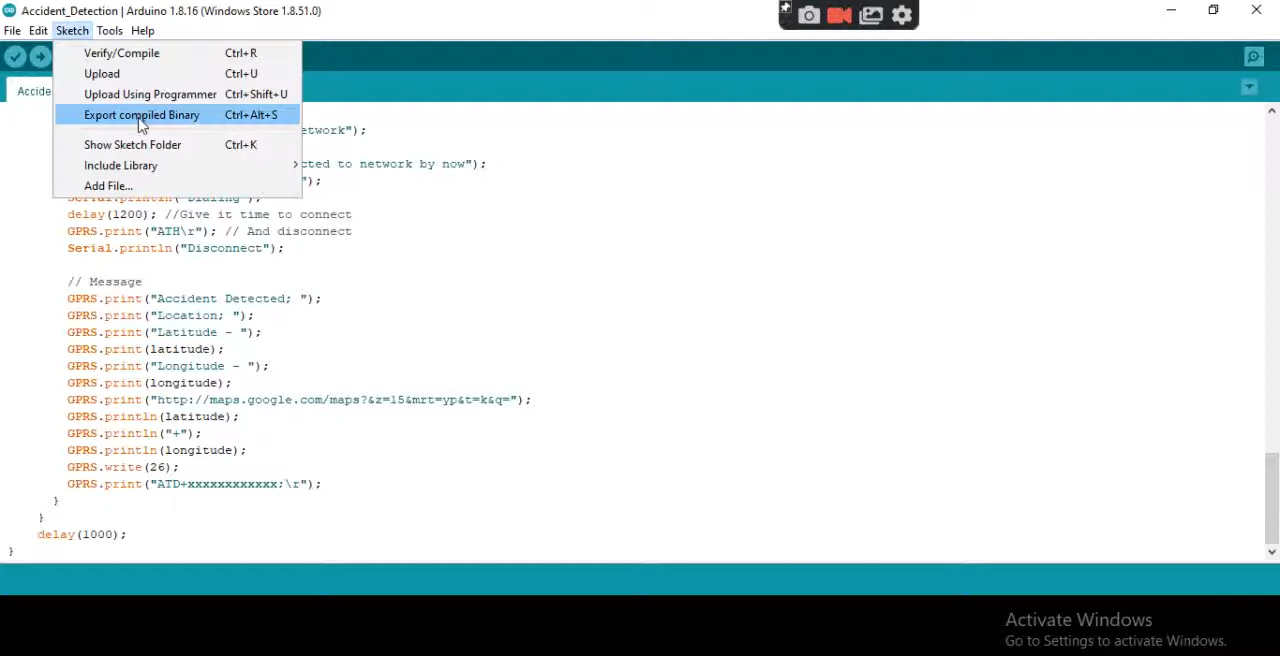 Accident_Detection | Arduino 1.8.16 (Windows Store 1.8.51.0)
File Edit Sketch Tools Help
Verify/Compile Ctrl+R
Upload Ctrl+U
Upload Using Programmer Ctrl+Shift+U
Export compiled Binary Ctrl+Alt+S
Show Sketch Folder Ctrl+K
Include Library
Add File...
Accide
etwork");
cted to network by now");
");
Serial.println("Dialing");
delay(1200); //Give it time to connect
GPRS.print("ATH\r"); // And disconnect
Serial.println("Disconnect");
// Message
GPRS.print("Accident Detected; ");
GPRS.print("Location; ");
GPRS.print("Latitude - ");
GPRS.print(latitude);
GPRS.print("Longitude - ");
GPRS.print(longitude);
GPRS.print("http://maps.google.com/maps?&z=15&mrt=yp&t=k&q=");
GPRS.println(latitude);
GPRS.println("+");
GPRS.println(longitude);
GPRS.write(26);
GPRS.print("ATD+xxxxxxxxxxxx;\r");
}
}
delay(1000);
}
Activate Windows
Go to Settings to activate Windows.